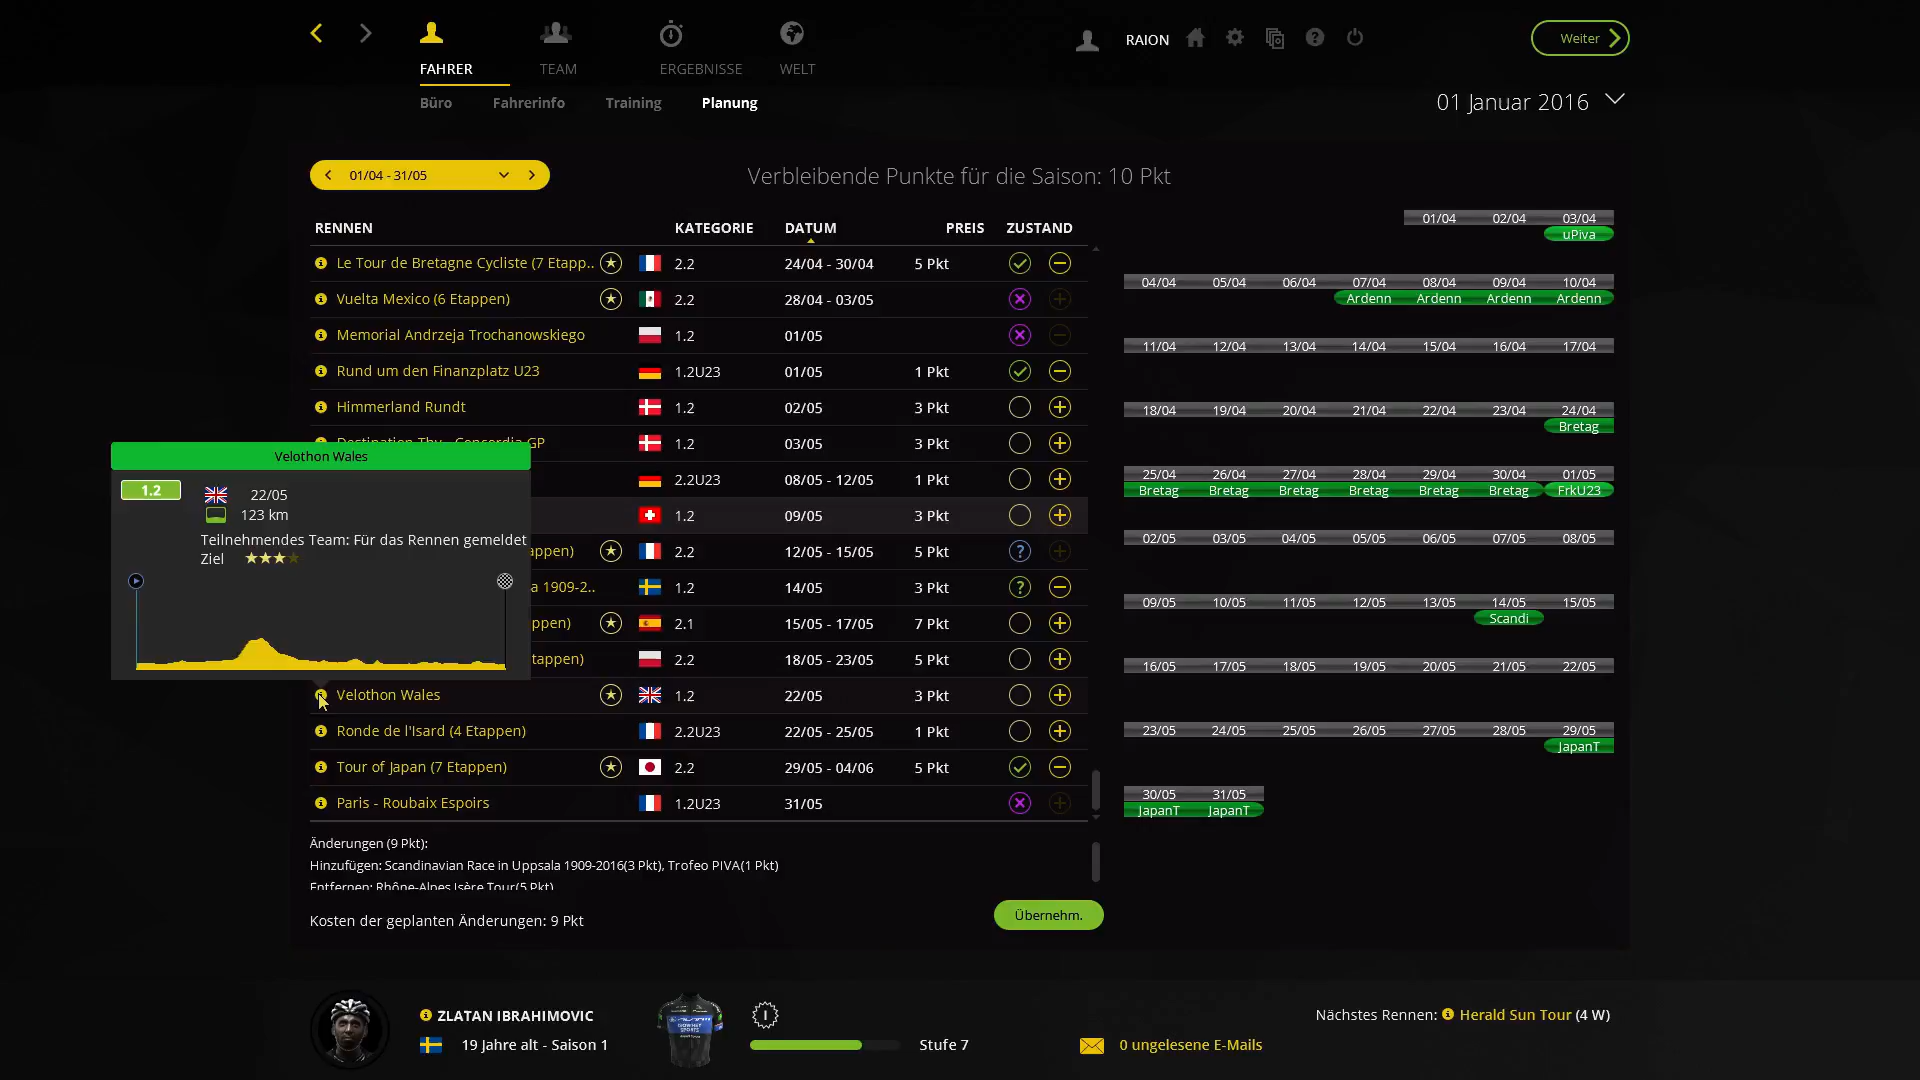 FAHRER
TEAM
ERGEBNISSE
WELT
RAION
Weiter
Büro
Fahrerinfo
Training
Planung
01 Januar 2016
01/04 - 31/05
Verbleibende Punkte für die Saison: 10 Pkt
RENNEN KATEGORIE DATUM PREIS ZUSTAND
Le Tour de Bretagne Cycliste (7 Etapp.. 2.2 24/04 - 30/04 5 Pkt
Vuelta Mexico (6 Etappen) 2.2 28/04 - 03/05
Memorial Andrzeja Trochanowskiego 1.2 01/05
Rund um den Finanzplatz U23 1.2U23 01/05 1 Pkt
Himmerland Rundt 1.2 02/05 3 Pkt
Destination Thy - Concordia GP 1.2 03/05 3 Pkt
2.2U23 08/05 - 12/05 1 Pkt
1.2 09/05 3 Pkt
appen) 2.2 12/05 - 15/05 5 Pkt
a 1909-2.. 1.2 14/05 3 Pkt
ppen) 2.1 15/05 - 17/05 7 Pkt
tappen) 2.2 18/05 - 23/05 5 Pkt
Velothon Wales 1.2 22/05 3 Pkt
Ronde de l'Isard (4 Etappen) 2.2U23 22/05 - 25/05 1 Pkt
Tour of Japan (7 Etappen) 2.2 29/05 - 04/06 5 Pkt
Paris - Roubaix Espoirs 1.2U23 31/05
Velothon Wales
1.2
22/05
123 km
Teilnehmendes Team: Für das Rennen gemeldet
Ziel
Änderungen (9 Pkt):
Hinzufügen: Scandinavian Race in Uppsala 1909-2016(3 Pkt), Trofeo PIVA(1 Pkt)
Entfernen: Rhône-Alpes Isère Tour(5 Pkt)
Kosten der geplanten Änderungen: 9 Pkt
Übernehm.
01/04 02/04 03/04
uPiva
04/04 05/04 06/04 07/04 08/04 09/04 10/04
Ardenn Ardenn Ardenn Ardenn
11/04 12/04 13/04 14/04 15/04 16/04 17/04
18/04 19/04 20/04 21/04 22/04 23/04 24/04
Bretag
25/04 26/04 27/04 28/04 29/04 30/04 01/05
Bretag Bretag Bretag Bretag Bretag Bretag FrkU23
02/05 03/05 04/05 05/05 06/05 07/05 08/05
09/05 10/05 11/05 12/05 13/05 14/05 15/05
Scandi
16/05 17/05 18/05 19/05 20/05 21/05 22/05
23/05 24/05 25/05 26/05 27/05 28/05 29/05
JapanT
30/05 31/05
JapanT JapanT
ZLATAN IBRAHIMOVIC
19 Jahre alt - Saison 1
I
Stufe 7
Nächstes Rennen: Herald Sun Tour (4 W)
0 ungelesene E-Mails